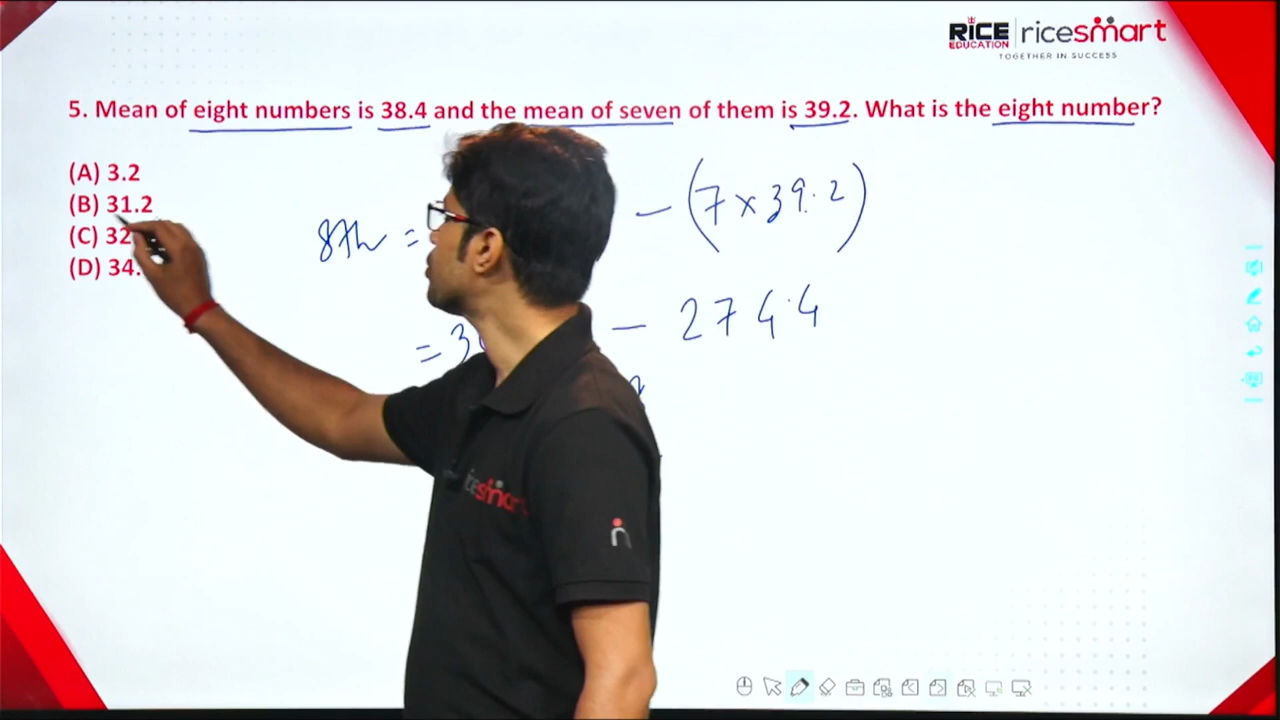 RICE EDUCATION ricesmart
TOGETHER IN SUCCESS
5. Mean of eight numbers is 38.4 and the mean of seven of them is 39.2. What is the eight number?
(A) 3.2
(B) 31.2
(C) 32
(D) 34.
8th = − (7 × 39.2)
= 3 − 274.4
ricesmart